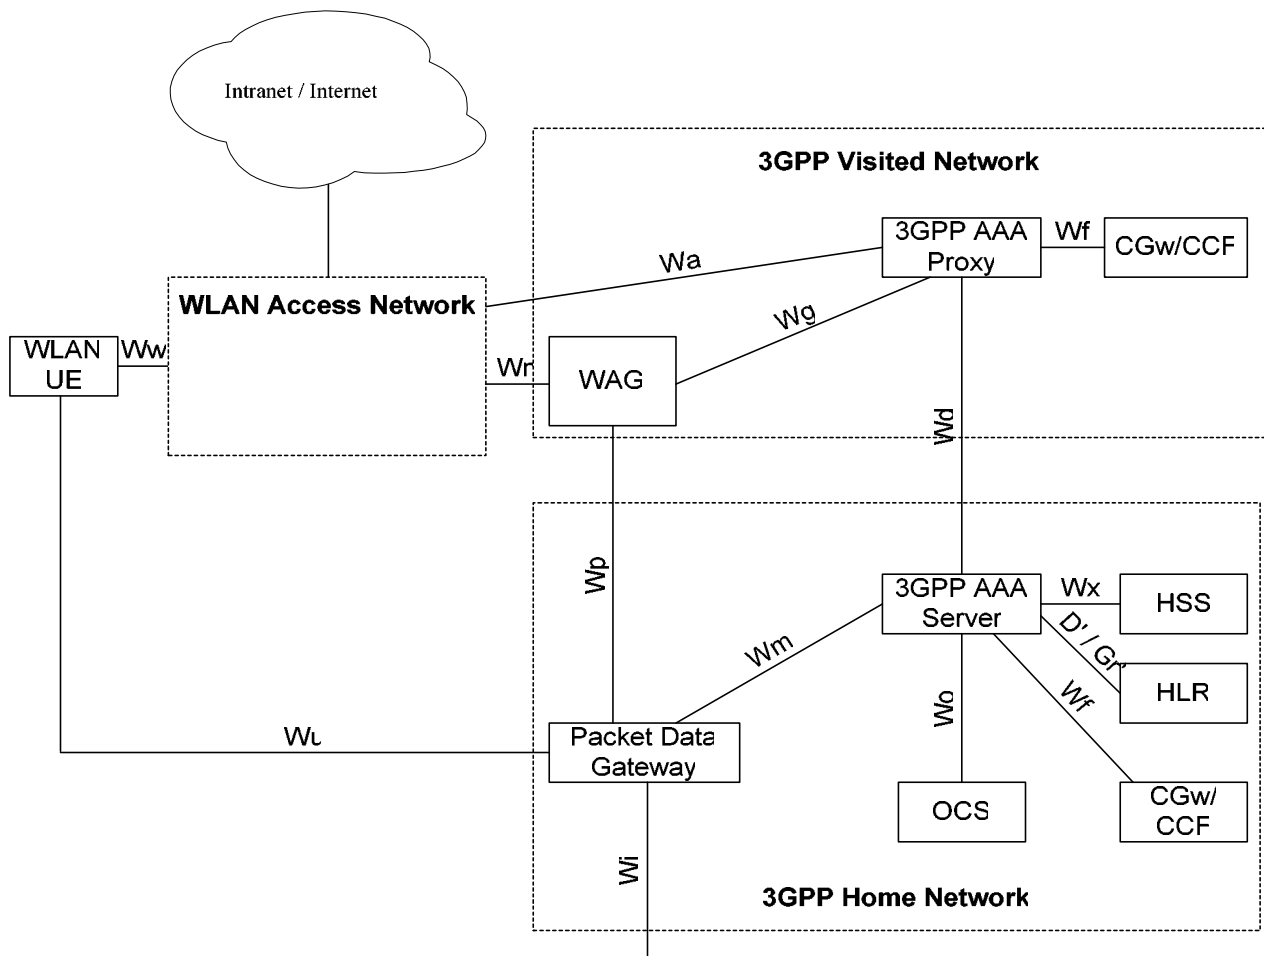 Intranet / Internet
3GPP Visited Network
3GPP AAA
Proxy
Wf
CGw/CCF
Wa
WLAN Access Network
Wg
WLAN
UE
Ww
Wn
WAG
Wd
Wp
3GPP AAA
Server
Wx
HSS
D' / Gr'
HLR
Wm
Wf
Wo
Wu
Packet Data
Gateway
OCS
CGw/
CCF
Wi
3GPP Home Network